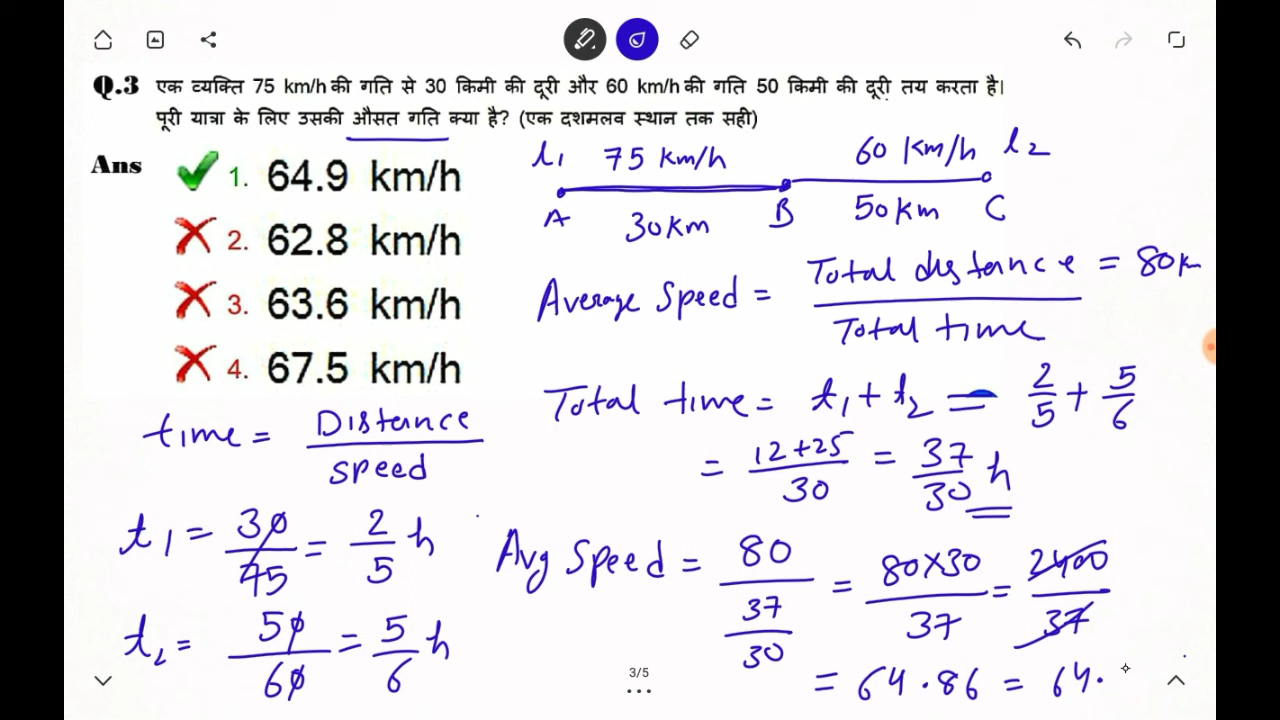 Q.3 एक व्यक्ति 75 km/h की गति से 30 किमी की दूरी और 60 km/h की गति 50 किमी की दूरी तय करता है।
पूरी यात्रा के लिए उसकी औसत गति क्या है? (एक दशमलव स्थान तक सही)
Ans
1. 64.9 km/h
2. 62.8 km/h
3. 63.6 km/h
4. 67.5 km/h
t1 75 km/h 60 Km/h t2
A 30Km B 50Km C
Average Speed = Total distance / Total time = 80Km
Total time = t1 + t2 = 2/5 + 5/6
= 12+25/30 = 37/30 h
time = Distance / speed
t1 = 30/75 = 2/5 h
t2 = 50/60 = 5/6 h
Avg Speed = 80 / 37/30 = 80×30/37 = 2400/37
= 64.86 = 64.
3/5